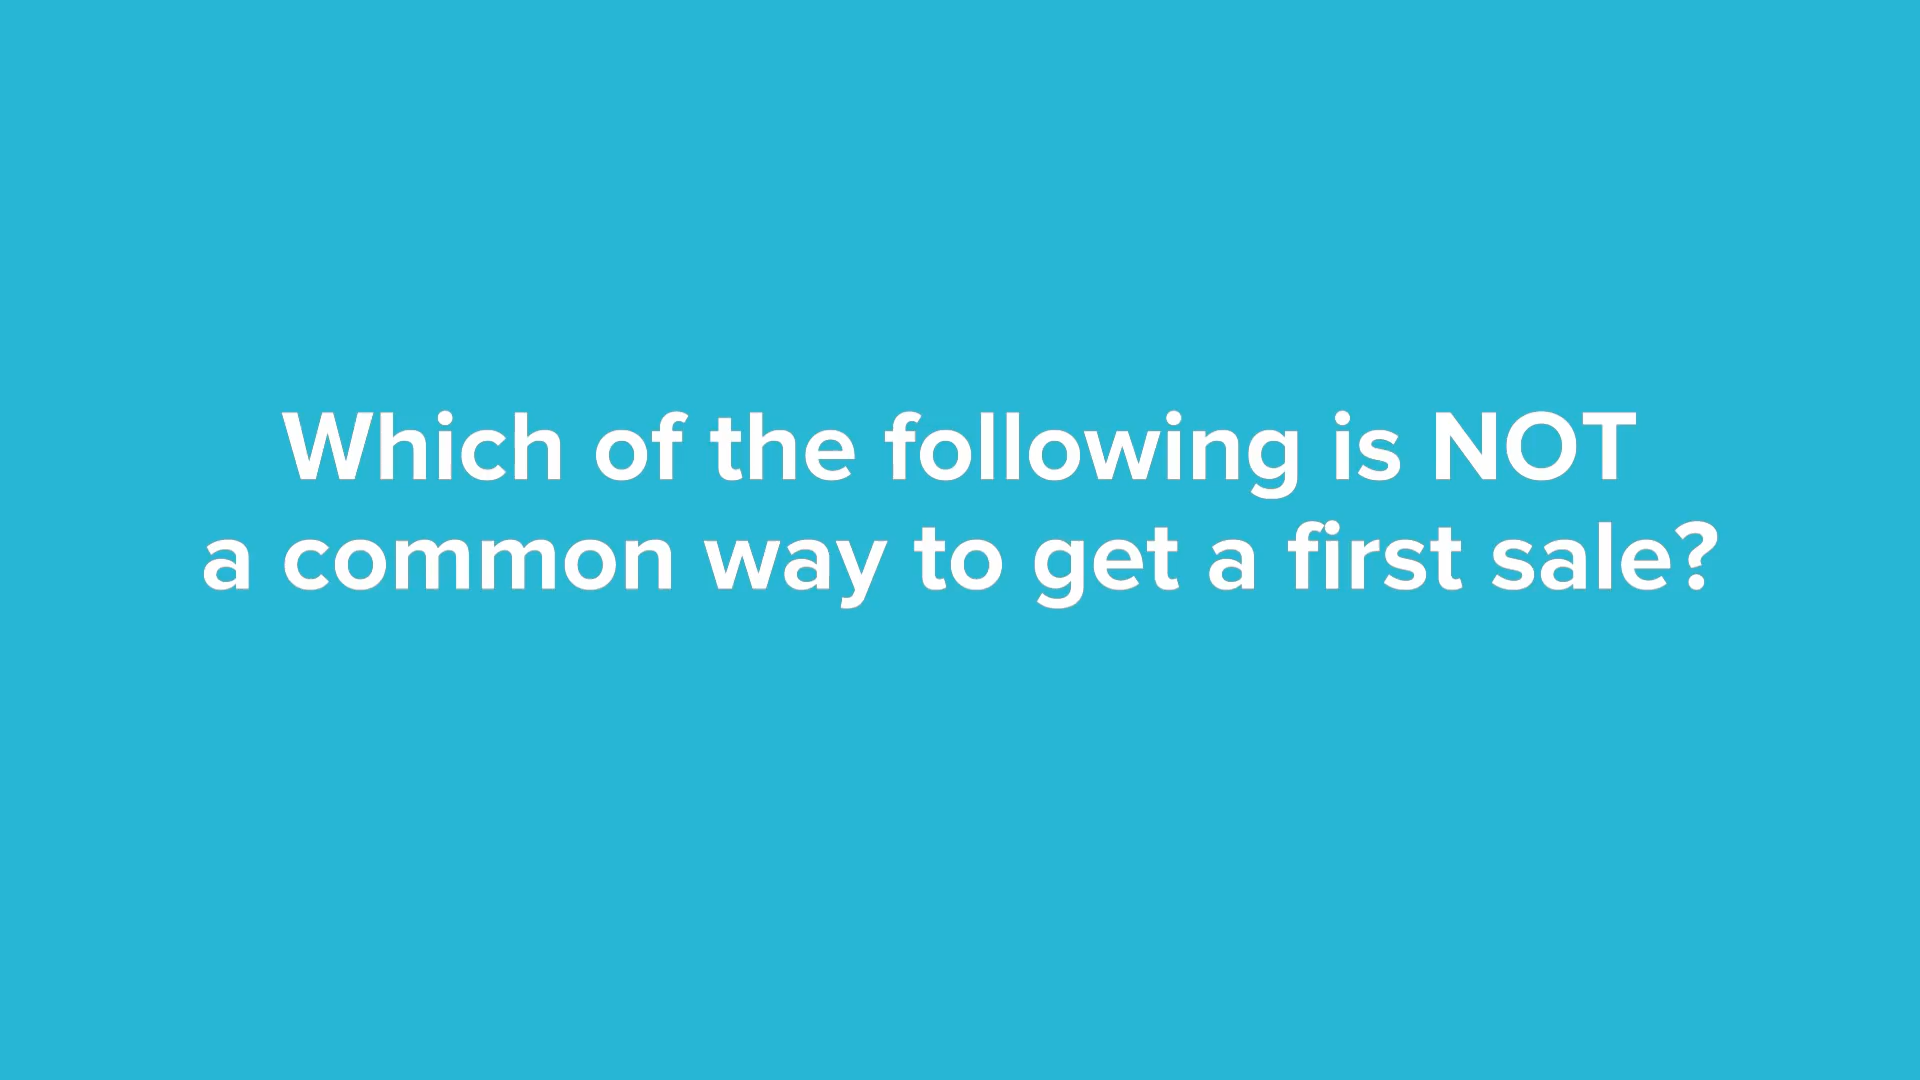 Which of the following is NOT
a common way to get a first sale?